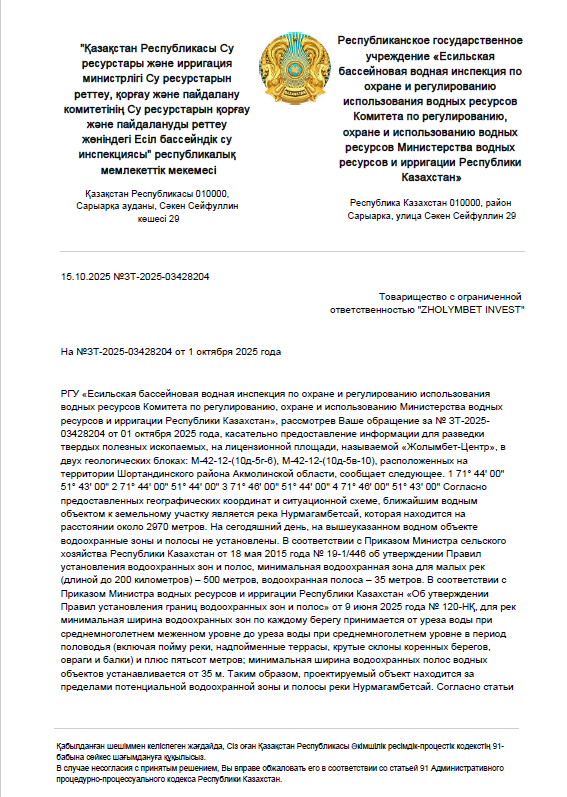 "Қазақстан Республикасы Су
ресурстары және ирригация
министрлігі Су ресурстарын
реттеу, қорғау және пайдалану
комитетінің Су ресурстарын қорғау
және пайдалануды реттеу
жөніндегі Есіл бассейндік су
инспекциясы" республикалық
мемлекеттік мекемесі
Қазақстан Республикасы 010000,
Сарыарқа ауданы, Сәкен Сейфуллин
көшесі 29
Республиканское государственное
учреждение «Есильская
бассейновая водная инспекция по
охране и регулированию
использования водных ресурсов
Комитета по регулированию,
охране и использованию водных
ресурсов Министерства водных
ресурсов и ирригации Республики
Казахстан»
Республика Казахстан 010000, район
Сарыарка, улица Сәкен Сейфуллин 29
15.10.2025 №ЗТ-2025-03428204
Товарищество с ограниченной
ответственностью "ZHOLYMBET INVEST"
На №ЗТ-2025-03428204 от 1 октября 2025 года
РГУ «Есильская бассейновая водная инспекция по охране и регулированию использования
водных ресурсов Комитета по регулированию, охране и использованию Министерства водных
ресурсов и ирригации Республики Казахстан», рассмотрев Ваше обращение за № ЗТ-2025-
03428204 от 01 октября 2025 года, касательно предоставление информации для разведки
твердых полезных ископаемых, на лицензионной площади, называемой «Жолымбет-Центр», в
двух геологических блоках: М-42-12-(10д-5г-6), М-42-12-(10д-5в-10), расположенных на
территории Шортандинского района Акмолинской области, сообщает следующее. 1 71° 44' 00"
51° 43' 00" 2 71° 44' 00" 51° 44' 00" 3 71° 46' 00" 51° 44' 00" 4 71° 46' 00" 51° 43' 00" Согласно
предоставленных географических координат и ситуационной схеме, ближайшим водным
объектом к земельному участку является река Нурмагамбетсай, которая находится на
расстоянии около 2970 метров. На сегодняшний день, на вышеуказанном водном объекте
водоохранные зоны и полосы не установлены. В соответствии с Приказом Министра сельского
хозяйства Республики Казахстан от 18 мая 2015 года № 19-1/446 об утверждении Правил
установления водоохранных зон и полос, минимальная водоохранная зона для малых рек
(длиной до 200 километров) – 500 метров, водоохранная полоса – 35 метров. В соответствии с
Приказом Министра водных ресурсов и ирригации Республики Казахстан «Об утверждении
Правил установления границ водоохранных зон и полос» от 9 июня 2025 года № 120-НҚ, для рек
минимальная ширина водоохранных зон по каждому берегу принимается от уреза воды при
среднемноголетнем меженном уровне до уреза воды при среднемноголетнем уровне в период
половодья (включая пойму реки, надпойменные террасы, крутые склоны коренных берегов,
овраги и балки) и плюс пятьсот метров; минимальная ширина водоохранных полос водных
объектов устанавливается от 35 м. Таким образом, проектируемый объект находится за
пределами потенциальной водоохранной зоны и полосы реки Нурмагамбетсай. Согласно статьи
Қабылданған шешіммен келіспеген жағдайда, Сіз оған Қазақстан Республикасы Әкімшілік рәсімдік-процестік кодекстің 91-
бабына сәйкес шағымдануға құқылысыз.
В случае несогласия с принятым решением, Вы вправе обжаловать его в соответствии со статьей 91 Административного
процедурно-процессуального кодекса Республики Казахстан.